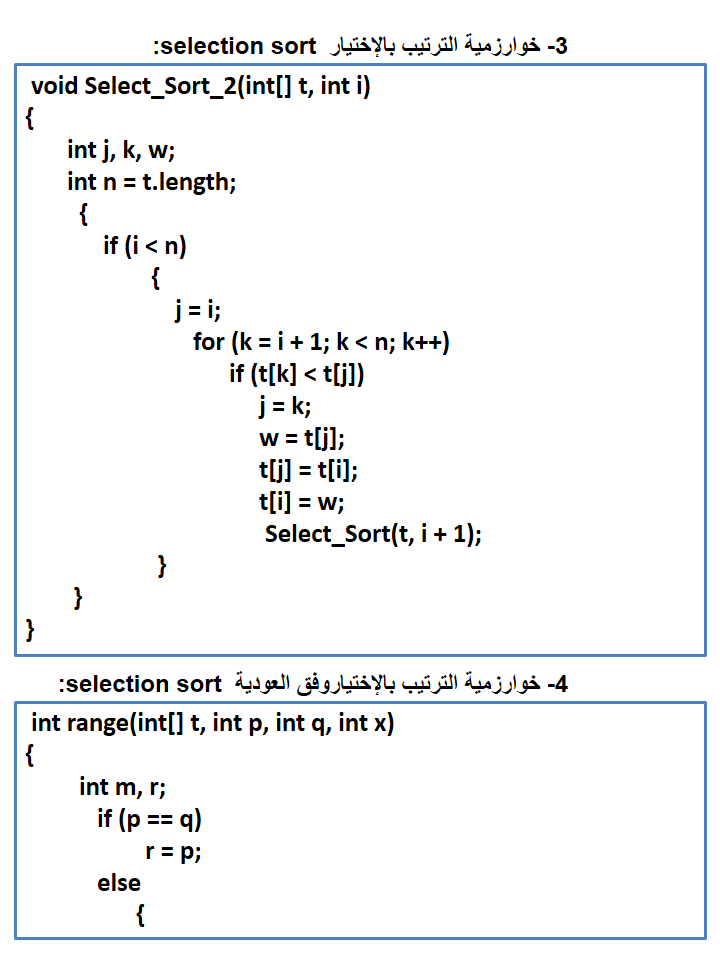 3- خوارزمية الترتيب بالإختيار selection sort:
void Select_Sort_2(int[] t, int i)
{
int j, k, w;
int n = t.length;
{
if (i < n)
{
j = i;
for (k = i + 1; k < n; k++)
if (t[k] < t[j])
j = k;
w = t[j];
t[j] = t[i];
t[i] = w;
Select_Sort(t, i + 1);
}
}
}
4- خوارزمية الترتيب بالإختياروفق العودية selection sort:
int range(int[] t, int p, int q, int x)
{
int m, r;
if (p == q)
r = p;
else
{